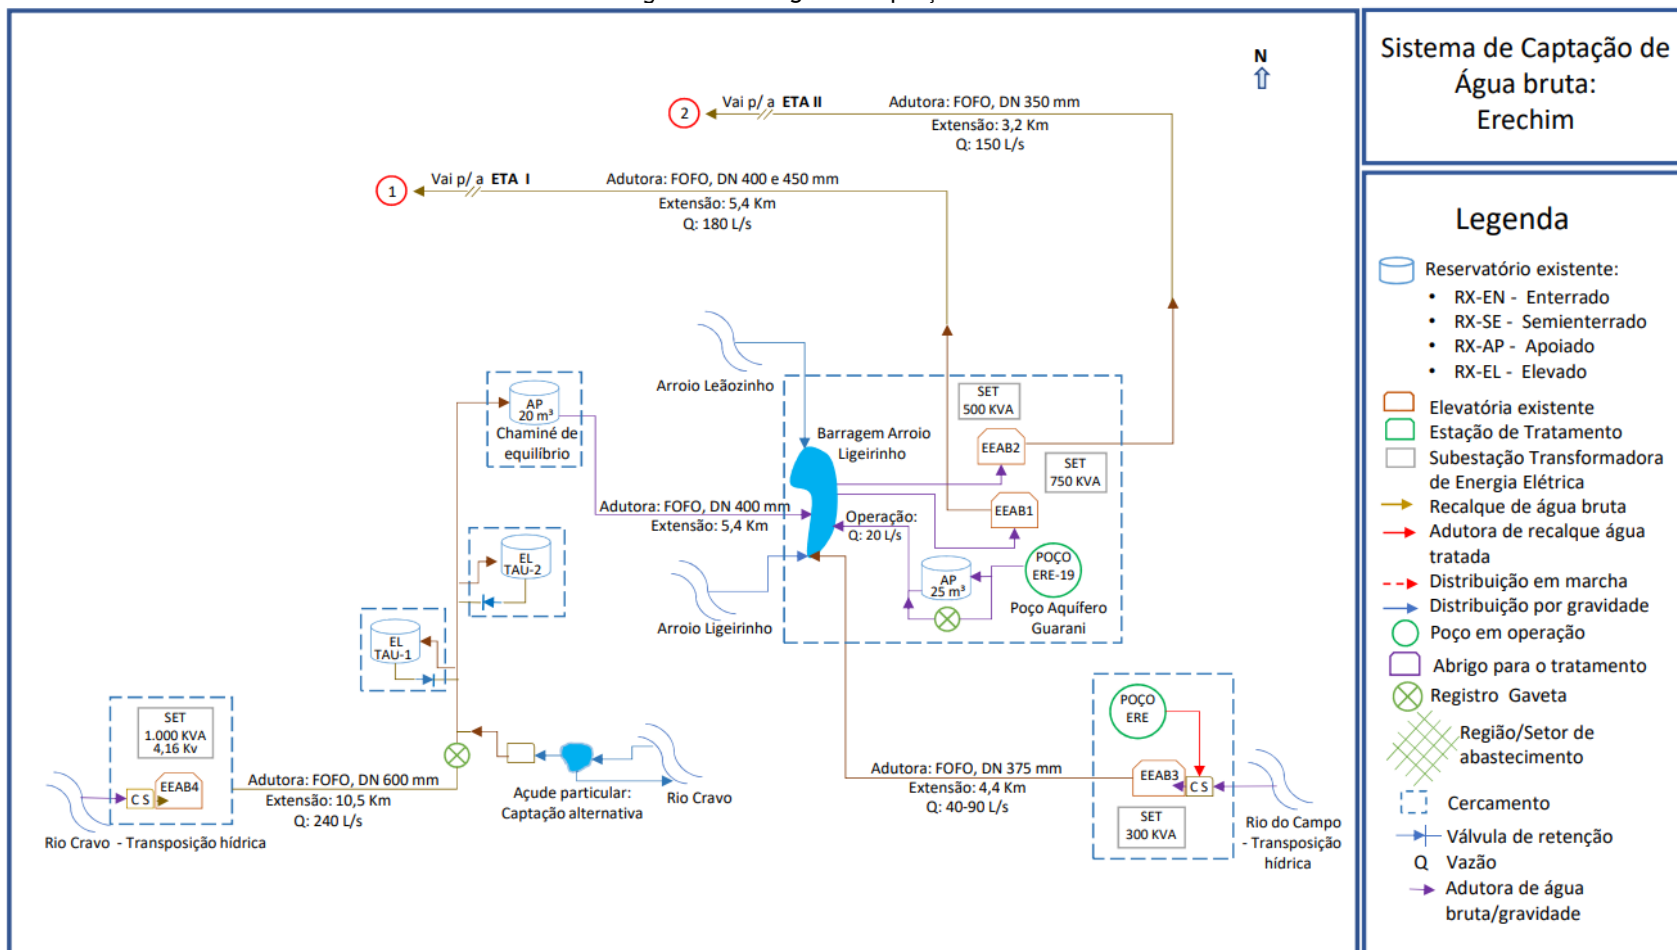 Sistema de Captação de
Água bruta:
Erechim
N
2
Vai p/ a ETA II
Adutora: FOFO, DN 350 mm
Extensão: 3,2 Km
Q: 150 L/s
1
Vai p/ a ETA I
Adutora: FOFO, DN 400 e 450 mm
Extensão: 5,4 Km
Q: 180 L/s
Arroio Leãozinho
AP
20 m³
Chaminé de
equilíbrio
Barragem Arroio
Ligeirinho
SET
500 KVA
EEAB2
SET
750 KVA
EEAB1
Adutora: FOFO, DN 400 mm
Extensão: 5,4 Km
Operação:
Q: 20 L/s
EL
TAU-2
AP
25 m³
POÇO
ERE-19
Poço Aquífero
Guarani
Arroio Ligeirinho
EL
TAU-1
SET
1.000 KVA
4,16 Kv
C S
EEAB4
Rio Cravo - Transposição hídrica
Adutora: FOFO, DN 600 mm
Extensão: 10,5 Km
Q: 240 L/s
Açude particular:
Captação alternativa
Rio Cravo
Adutora: FOFO, DN 375 mm
Extensão: 4,4 Km
Q: 40-90 L/s
POÇO
ERE
EEAB3
C S
SET
300 KVA
Rio do Campo
- Transposição
hídrica
Legenda
Reservatório existente:
• RX-EN - Enterrado
• RX-SE - Semienterrado
• RX-AP - Apoiado
• RX-EL - Elevado
Elevatória existente
Estação de Tratamento
Subestação Transformadora
de Energia Elétrica
Recalque de água bruta
Adutora de recalque água
tratada
Distribuição em marcha
Distribuição por gravidade
Poço em operação
Abrigo para o tratamento
Registro Gaveta
Região/Setor de
abastecimento
Cercamento
Válvula de retenção
Q Vazão
Adutora de água
bruta/gravidade